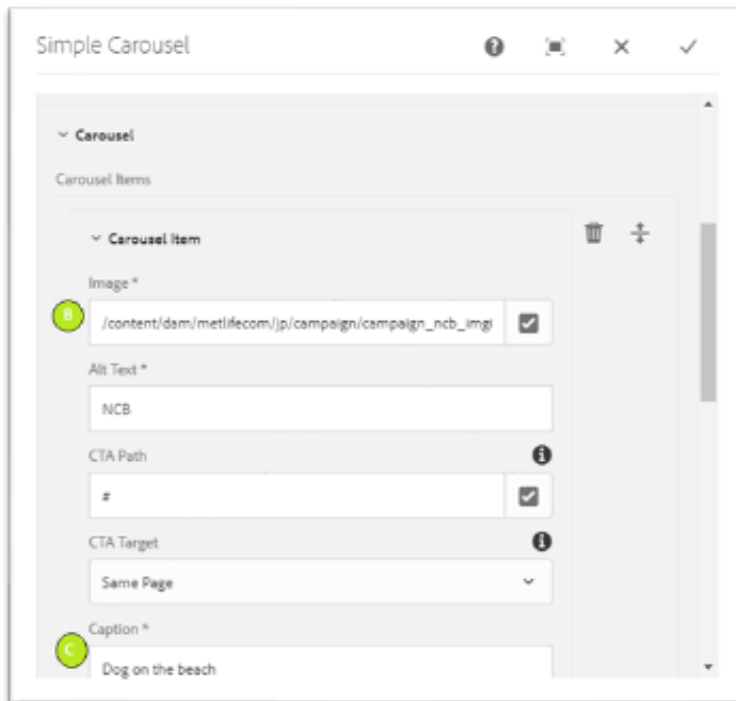 Simple Carousel
Carousel
Carousel Items
Carousel Item
Image *
B
/content/dam/metlifecom/jp/campaign/campaign_ncb_img
Alt Text *
NCB
CTA Path
#
CTA Target
Same Page
Caption *
C
Dog on the beach